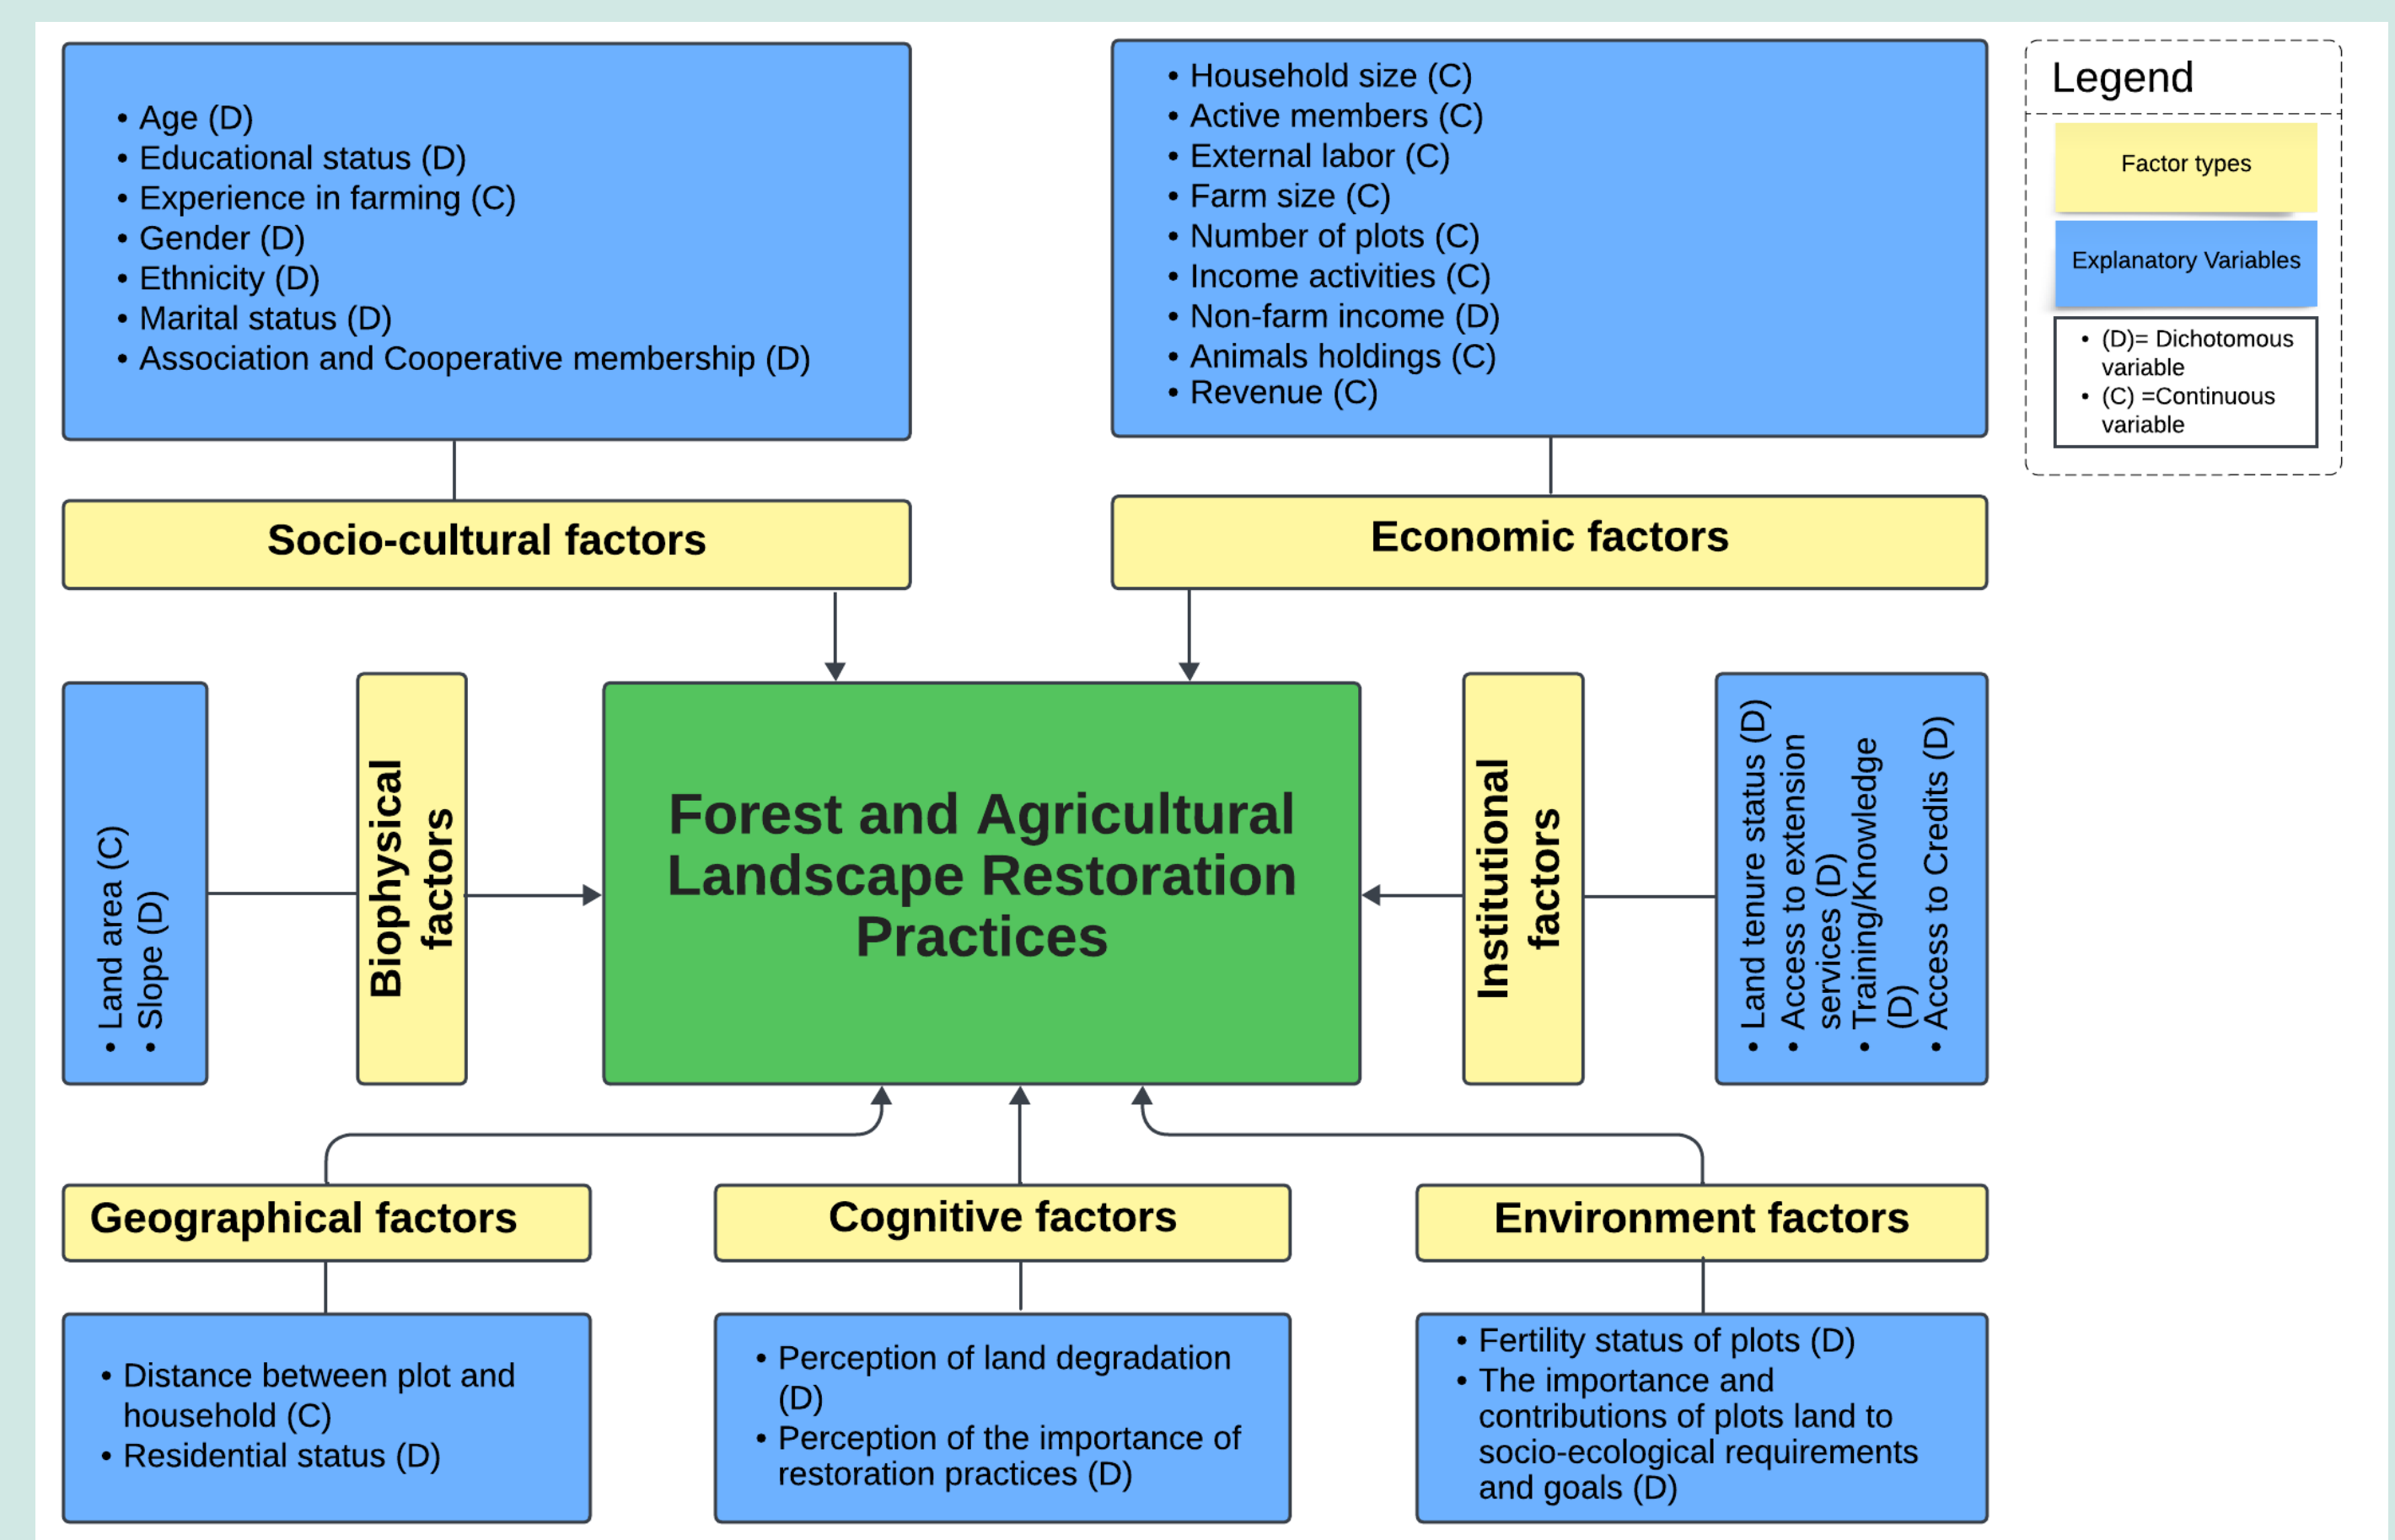 • Age (D)
• Educational status (D)
• Experience in farming (C)
• Gender (D)
• Ethnicity (D)
• Marital status (D)
• Association and Cooperative membership (D)
• Household size (C)
• Active members (C)
• External labor (C)
• Farm size (C)
• Number of plots (C)
• Income activities (C)
• Non-farm income (D)
• Animals holdings (C)
• Revenue (C)
Legend
Factor types
Explanatory Variables
• (D)= Dichotomous
variable
• (C) =Continuous
variable
Socio-cultural factors
Economic factors
• Land area (C)
• Slope (D)
Biophysical
factors
Forest and Agricultural
Landscape Restoration
Practices
Institutional
factors
• Land tenure status (D)
• Access to extension
services (D)
• Training/Knowledge
(D)
• Access to Credits (D)
Geographical factors
Cognitive factors
Environment factors
• Distance between plot and
household (C)
• Residential status (D)
• Perception of land degradation
(D)
• Perception of the importance of
restoration practices (D)
• Fertility status of plots (D)
• The importance and
contributions of plots land to
socio-ecological requirements
and goals (D)